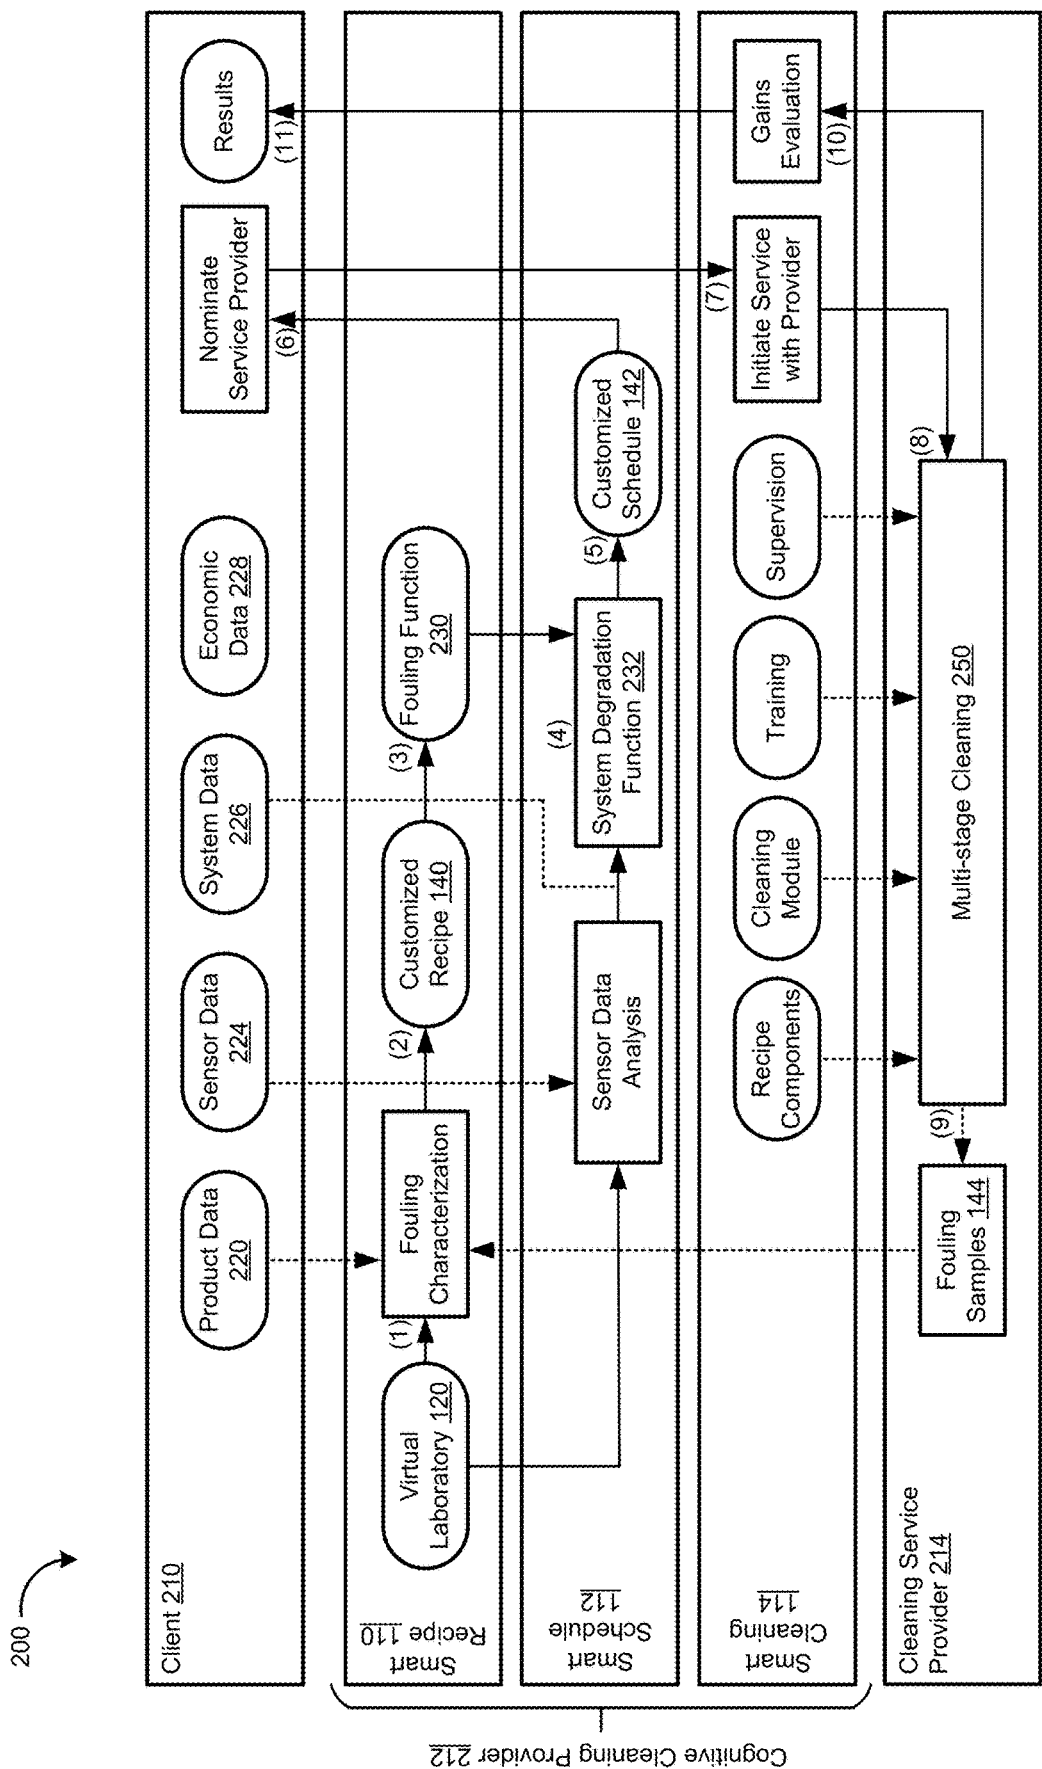 200
Client 210
Product Data
220
Sensor Data
224
System Data
226
Economic
Data 228
Nominate
Service Provider
(6)
Results
(11)
Cognitive Cleaning Provider 212
Smart
Recipe 110
Virtual
Laboratory 120
(1)
Fouling
Characterization
(2)
Customized
Recipe 140
(3)
Fouling Function
230
Smart
Schedule
112
Sensor Data
Analysis
(4)
System Degradation
Function 232
(5)
Customized
Schedule 142
Smart
Cleaning
114
Recipe
Components
Cleaning
Module
Training
Supervision
(7)
Initiate Service
with Provider
Gains
Evaluation
(10)
Cleaning Service
Provider 214
Fouling
Samples 144
(9)
Multi-stage Cleaning 250
(8)